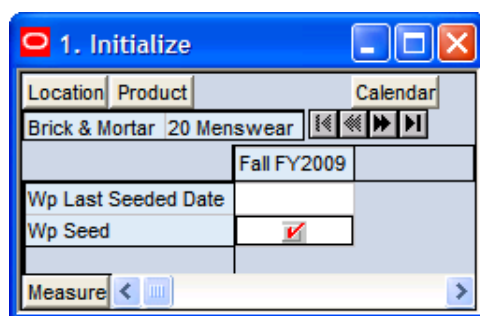 1. Initialize
Location Product Calendar
Brick & Mortar 20 Menswear
Fall FY2009
Wp Last Seeded Date
Wp Seed
Measure